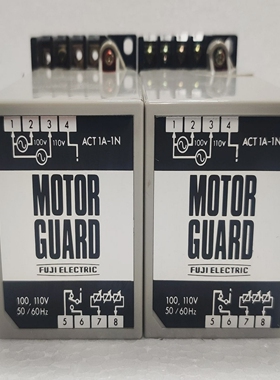 1 2 3 4 ACT 1A-1N
100V 110V
MOTOR
GUARD
FUJI ELECTRIC
100, 110V
50/60Hz
5 6 7 8
1 2 3 4 ACT 1A-1N
100V 110V
MOTOR
GUARD
FUJI ELECTRIC
100, 110V
50/60Hz
5 6 7 8